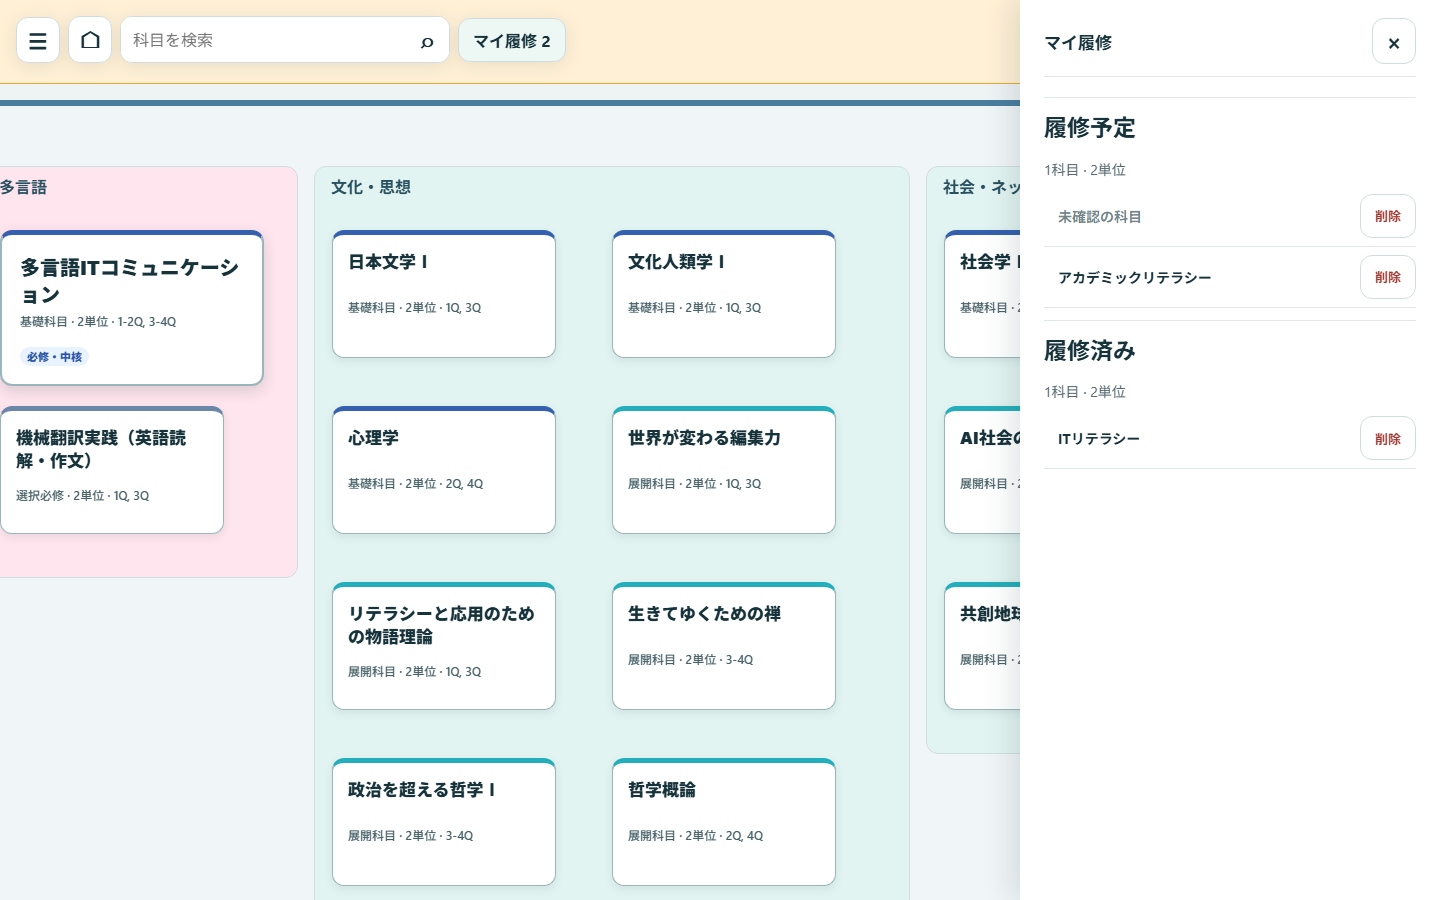 科目を検索
マイ履修 2
多言語
多言語ITコミュニケーシ
ョン
基礎科目 · 2単位 · 1-2Q, 3-4Q
必修・中核
機械翻訳実践（英語読
解・作文）
選択必修 · 2単位 · 1Q, 3Q
文化・思想
日本文学 I
基礎科目 · 2単位 · 1Q, 3Q
文化人類学 I
基礎科目 · 2単位 · 1Q, 3Q
心理学
基礎科目 · 2単位 · 2Q, 4Q
世界が変わる編集力
展開科目 · 2単位 · 1Q, 3Q
リテラシーと応用のため
の物語理論
展開科目 · 2単位 · 1Q, 3Q
生きてゆくための禅
展開科目 · 2単位 · 3-4Q
政治を超える哲学 I
展開科目 · 2単位 · 3-4Q
哲学概論
展開科目 · 2単位 · 2Q, 4Q
社会・ネッ
社会学
基礎科目 · 2
AI社会の
展開科目 · 2
共創地球
展開科目 · 2
マイ履修
×
履修予定
1科目 · 2単位
未確認の科目
削除
アカデミックリテラシー
削除
履修済み
1科目 · 2単位
ITリテラシー
削除